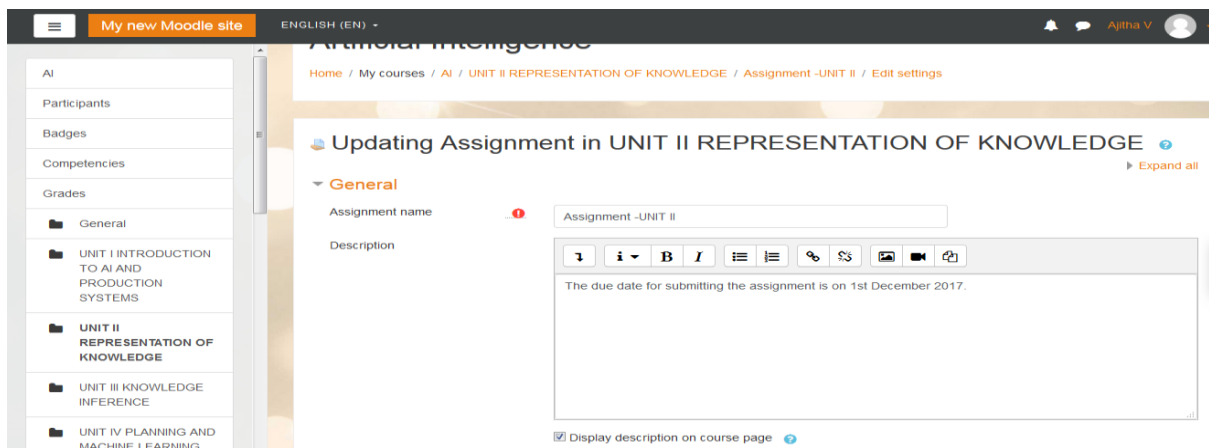 My new Moodle site
ENGLISH (EN)
Ajitha V
Artificial Intelligence
Home / My courses / AI / UNIT II REPRESENTATION OF KNOWLEDGE / Assignment -UNIT II / Edit settings
AI
Participants
Badges
Competencies
Grades
General
UNIT I INTRODUCTION
TO AI AND
PRODUCTION
SYSTEMS
UNIT II
REPRESENTATION OF
KNOWLEDGE
UNIT III KNOWLEDGE
INFERENCE
UNIT IV PLANNING AND
MACHINE LEARNING
Updating Assignment in UNIT II REPRESENTATION OF KNOWLEDGE
Expand all
General
Assignment name
Assignment -UNIT II
Description
i B I
The due date for submitting the assignment is on 1st December 2017.
Display description on course page